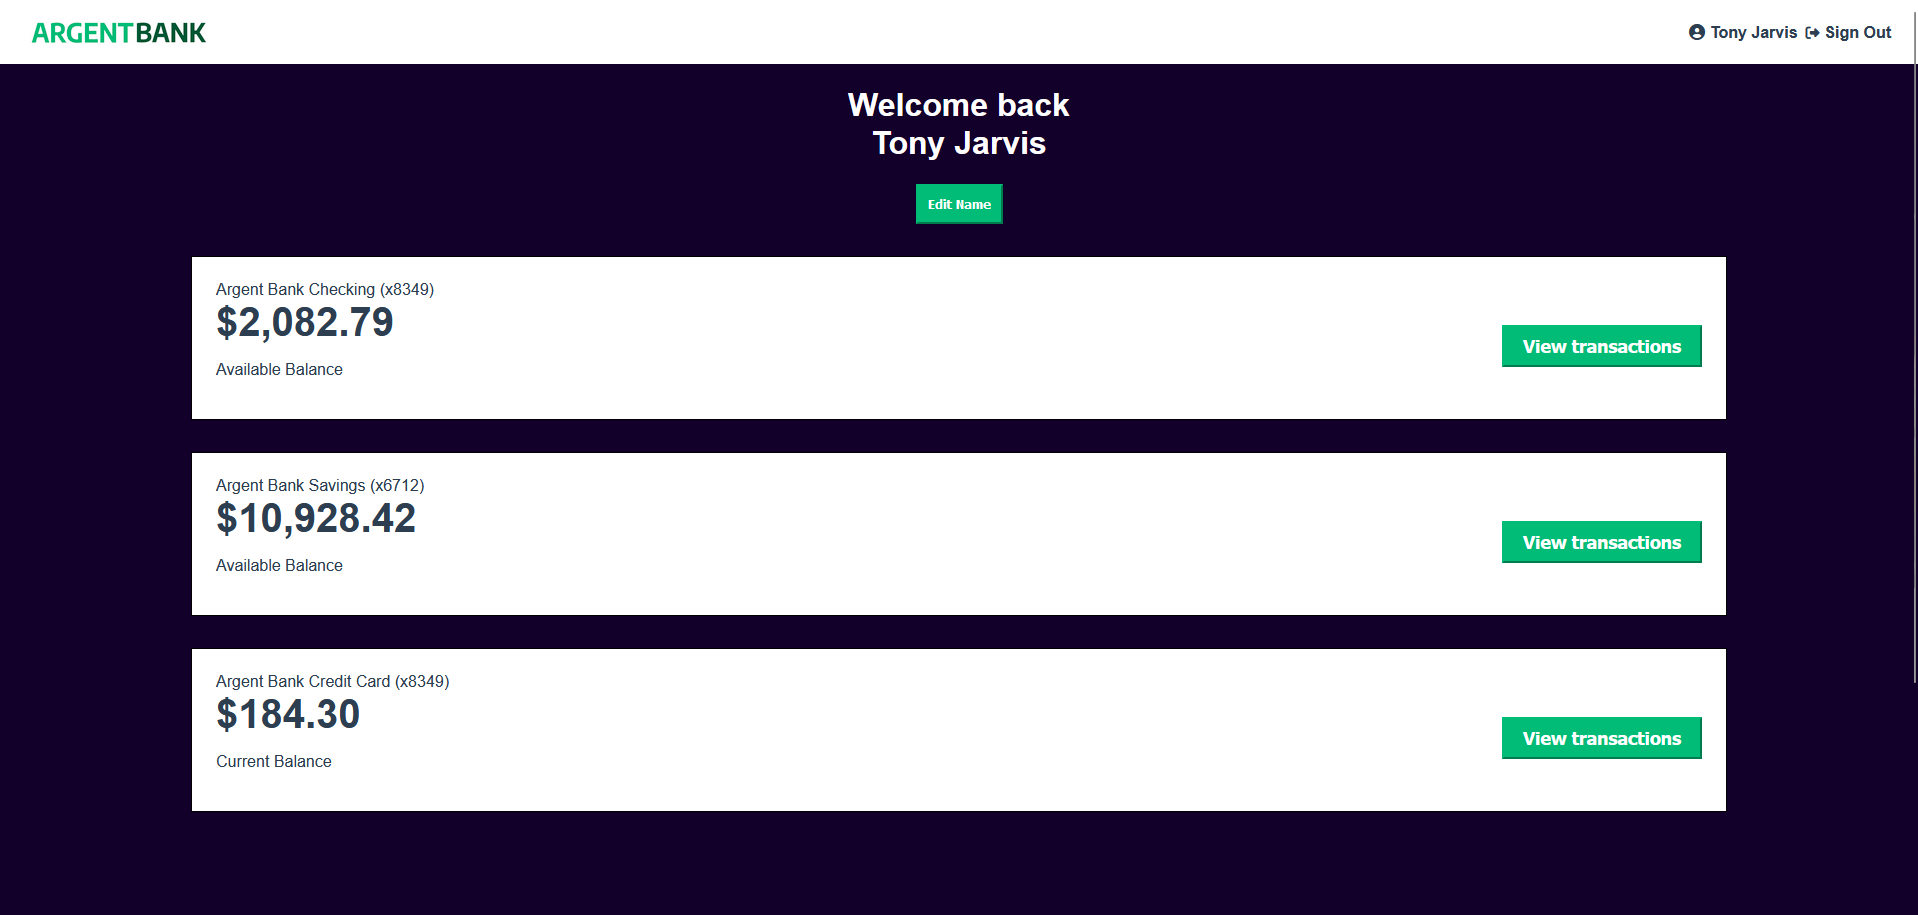 ARGENTBANK
Tony Jarvis Sign Out
Welcome back
Tony Jarvis
Edit Name
Argent Bank Checking (x8349)
$2,082.79
Available Balance
View transactions
Argent Bank Savings (x6712)
$10,928.42
Available Balance
View transactions
Argent Bank Credit Card (x8349)
$184.30
Current Balance
View transactions